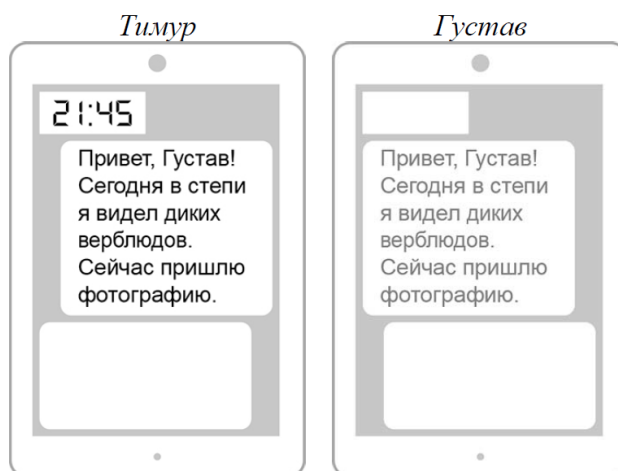 Тимур
21:45
Привет, Густав!
Сегодня в степи
я видел диких
верблюдов.
Сейчас пришлю
фотографию.
Густав
Привет, Густав!
Сегодня в степи
я видел диких
верблюдов.
Сейчас пришлю
фотографию.